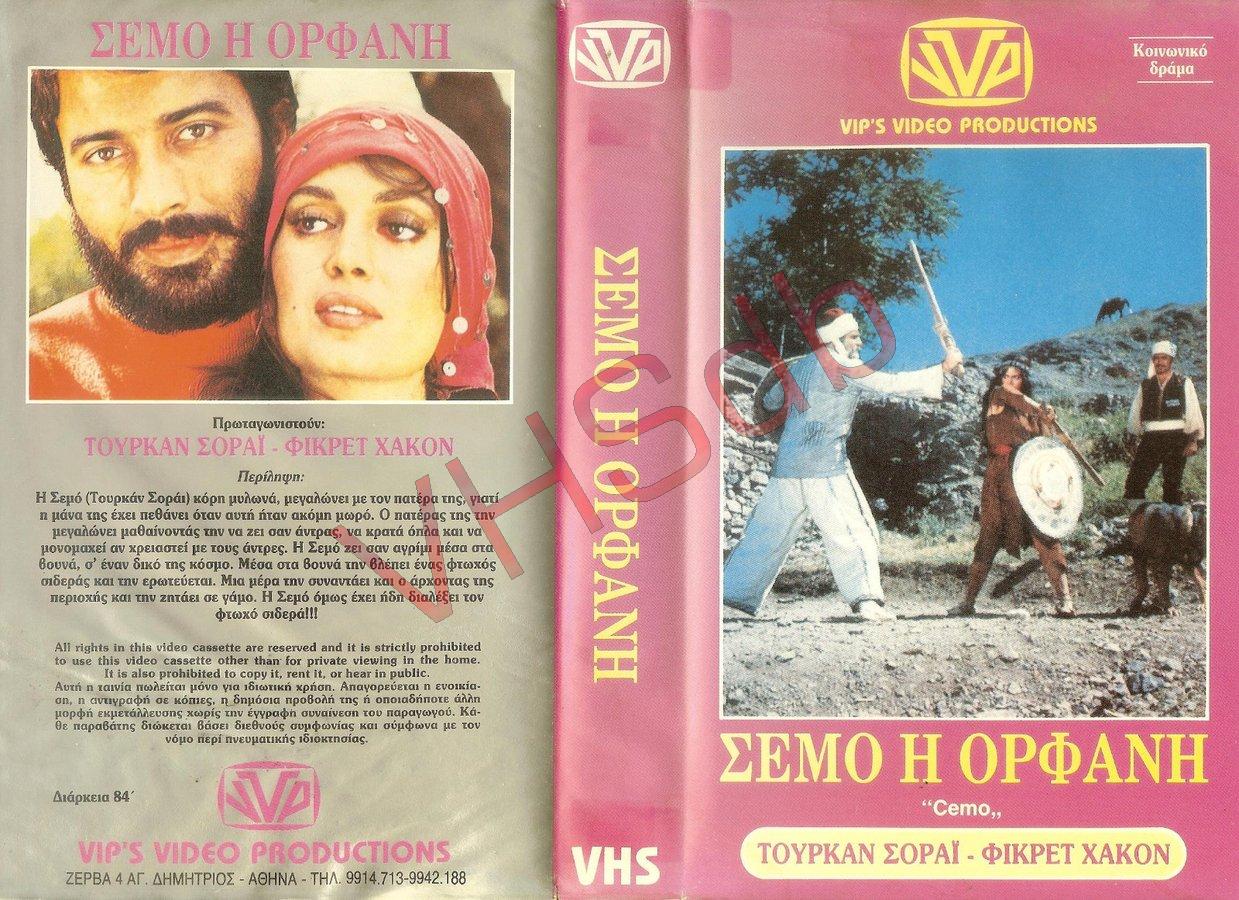 ΣΕΜΟ Η ΟΡΦΑΝΗ
Πρωταγωνιστούν:
ΤΟΥΡΚΑΝ ΣΟΡΑΪ - ΦΙΚΡΕΤ ΧΑΚΟΝ
Περίληψη:
Η Σεμό (Τουρκάν Σοράι) κόρη μυλωνά, μεγαλώνει με τον πατέρα της, γιατί
η μάνα της έχει πεθάνει όταν αυτή ήταν ακόμη μωρό. Ο πατέρας της την
μεγαλώνει μαθαίνοντάς την να ζει σαν άντρας, να κρατά όπλα και να
μονομαχεί αν χρειαστεί με τους άντρες. Η Σεμό ζει σαν αγρίμι μέσα στα
βουνά, σ' έναν δικό της κόσμο. Μέσα στα βουνά την βλέπει ένας φτωχός
σιδεράς και την ερωτεύεται. Μια μέρα την συναντάει και ο άρχοντας της
περιοχής και την ζητάει σε γάμο. Η Σεμό όμως έχει ήδη διαλέξει τον
φτωχό σιδερά!!!
All rights in this video cassette are reserved and it is strictly prohibited
to use this video cassette other than for private viewing in the home.
It is also prohibited to copy it, rent it, or hear in public.
Αυτή η ταινία πωλείται μόνο για ιδιωτική χρήση. Απαγορεύεται η ενοικία-
ση, η αντιγραφή σε κόπιες, η δημόσια προβολή της ή οποιαδήποτε άλλη
μορφή εκμετάλλευσης χωρίς την έγγραφη συναίνεση του παραγωγού. Κά-
θε παραβάτης διώκεται βάσει διεθνούς συμφωνίας και σύμφωνα με τον
νόμο περί πνευματικής ιδιοκτησίας.
Διάρκεια 84΄
VVP
VIP'S VIDEO PRODUCTIONS
ΖΕΡΒΑ 4 ΑΓ. ΔΗΜΗΤΡΙΟΣ - ΑΘΗΝΑ - ΤΗΛ. 9914.713-9942.188
VVP
ΣΕΜΟ Η ΟΡΦΑΝΗ
VHS
VVP
VIP'S VIDEO PRODUCTIONS
Κοινωνικό
δράμα
ΣΕΜΟ Η ΟΡΦΑΝΗ
“Cemo„
ΤΟΥΡΚΑΝ ΣΟΡΑΪ - ΦΙΚΡΕΤ ΧΑΚΟΝ
VHSdb